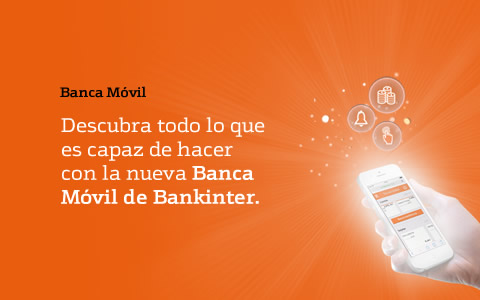 Banca Móvil
Descubra todo lo que
es capaz de hacer
con la nueva Banca
Móvil de Bankinter.